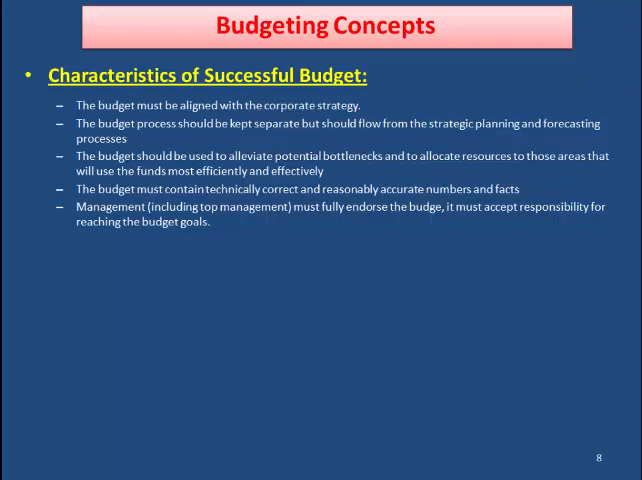 Budgeting Concepts
• Characteristics of Successful Budget:
– The budget must be aligned with the corporate strategy.
– The budget process should be kept separate but should flow from the strategic planning and forecasting
processes
– The budget should be used to alleviate potential bottlenecks and to allocate resources to those areas that
will use the funds most efficiently and effectively
– The budget must contain technically correct and reasonably accurate numbers and facts
– Management (including top management) must fully endorse the budge, it must accept responsibility for
reaching the budget goals.
8